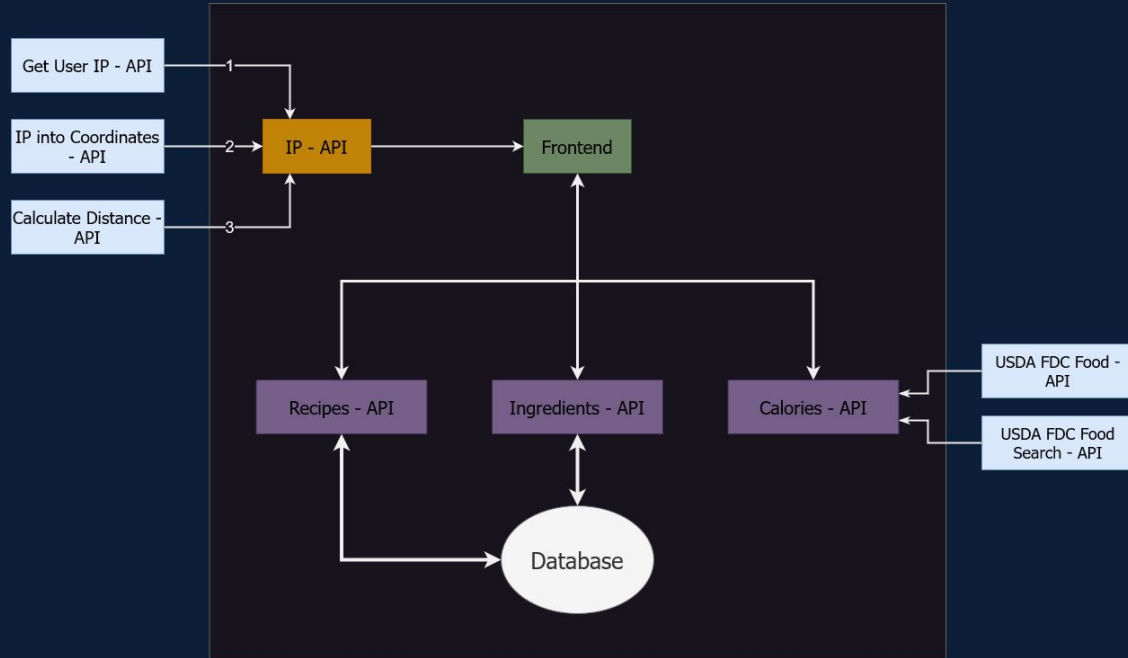 Get User IP - API
1
IP into Coordinates
- API
2
IP - API
Frontend
Calculate Distance -
API
3
Recipes - API
Ingredients - API
Calories - API
USDA FDC Food -
API
USDA FDC Food
Search - API
Database